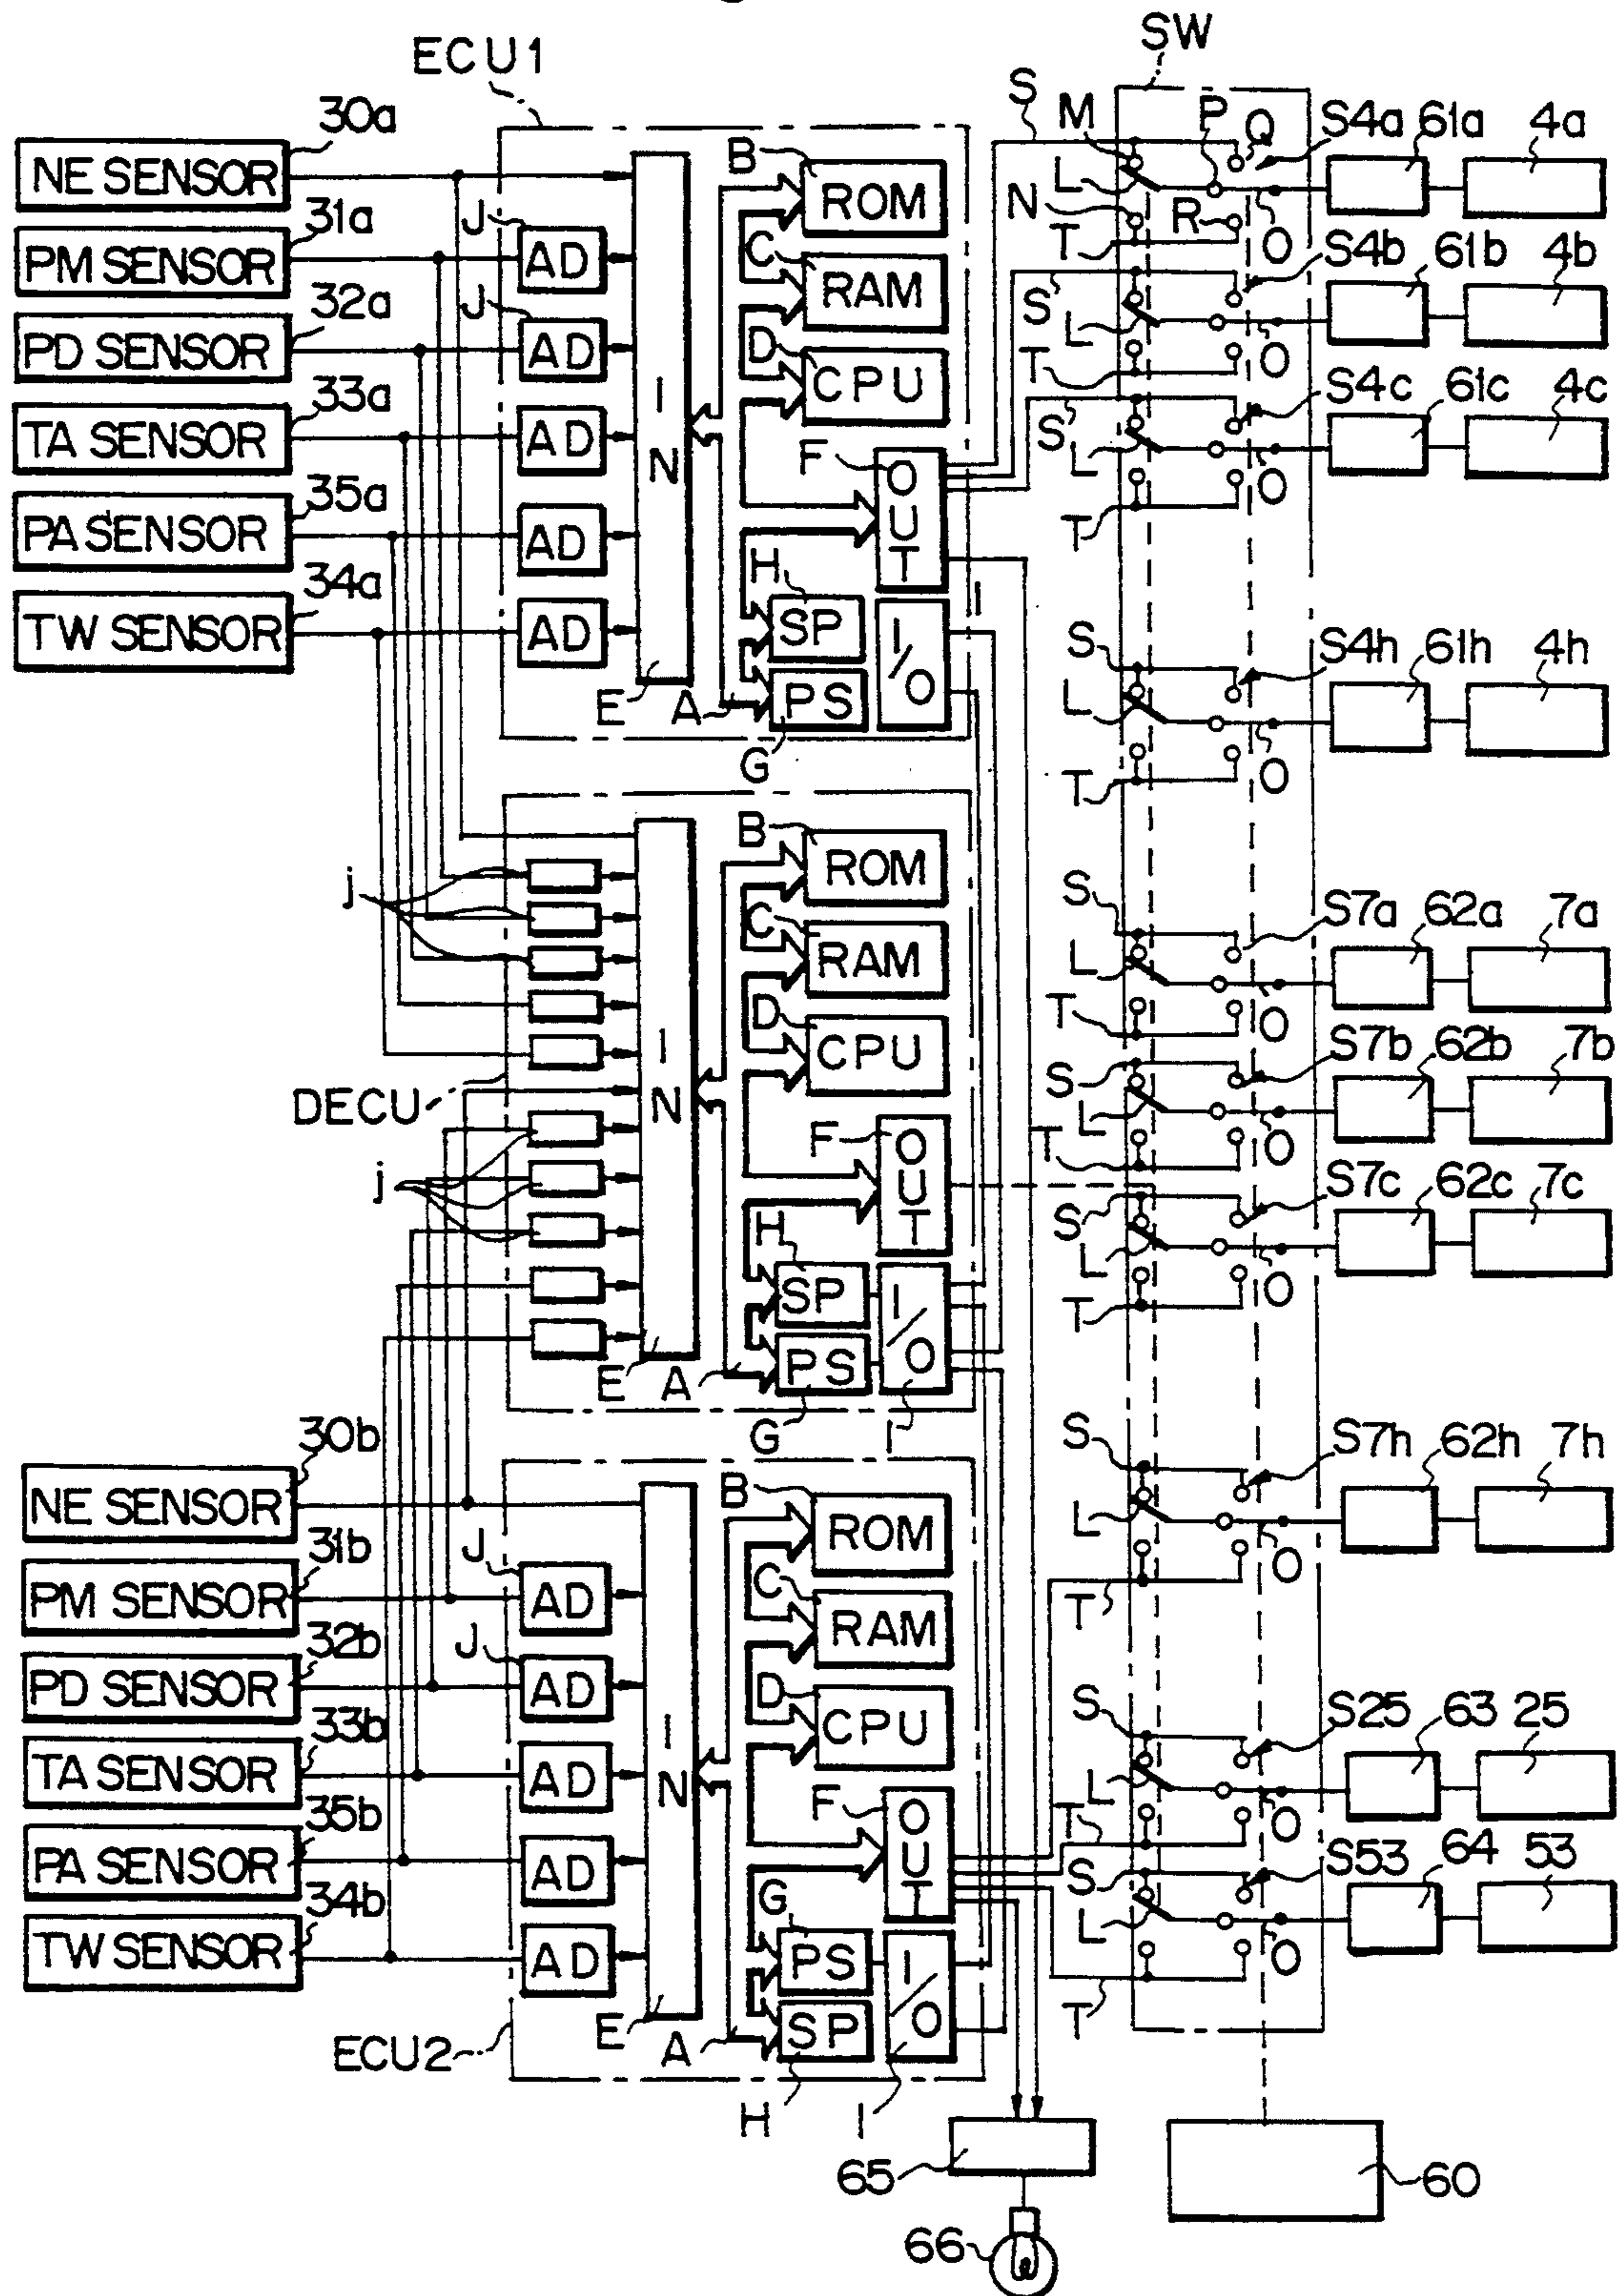 SW
ECU1
30a
NE SENSOR
31a
PM SENSOR
32a
PD SENSOR
33a
TA SENSOR
35a
PA SENSOR
34a
TW SENSOR
J
AD
J
AD
AD
AD
AD
IN
E
A
B
ROM
C
RAM
D
CPU
F
OUT
H
SP
PS
G
I/O
S
M
P
Q
S4a
61a
4a
L
N
R
T
O
S4b
61b
4b
S
L
T
O
S4c
61c
4c
S
L
T
O
S
S4h
61h
4h
L
T
O
DECU
j
j
IN
E
A
B
ROM
C
RAM
D
CPU
F
OUT
H
SP
PS
G
I/O
I
S
S7a
62a
7a
L
T
O
S
S7b
62b
7b
L
T
O
S
S7c
62c
7c
L
T
O
S
S7h
62h
7h
L
T
O
30b
NE SENSOR
31b
PM SENSOR
32b
PD SENSOR
33b
TA SENSOR
35b
PA SENSOR
34b
TW SENSOR
ECU2
J
AD
J
AD
AD
AD
AD
IN
E
A
B
ROM
C
RAM
D
CPU
F
OUT
G
PS
SP
H
I/O
I
S
S25
63
25
L
T
O
S
S53
64
53
L
T
O
65
66
60